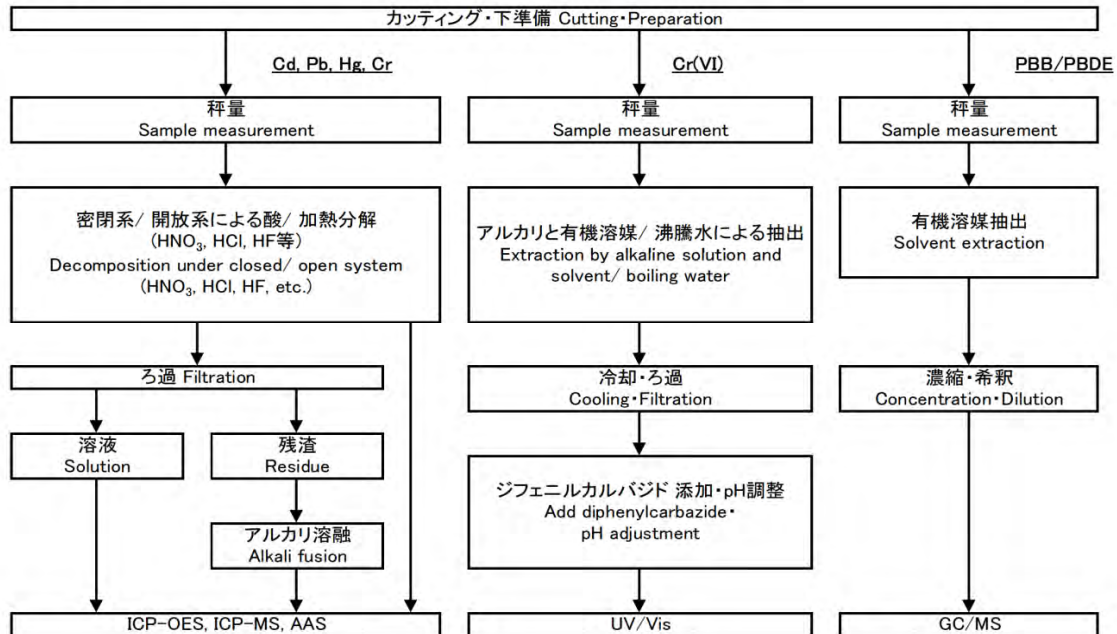 カッティング・下準備 Cutting・Preparation
Cd, Pb, Hg, Cr
Cr(VI)
PBB/PBDE
秤量
Sample measurement
秤量
Sample measurement
秤量
Sample measurement
密閉系/ 開放系による酸/ 加熱分解
(HNO₃, HCl, HF等)
Decomposition under closed/ open system
(HNO₃, HCl, HF, etc.)
アルカリと有機溶媒/ 沸騰水による抽出
Extraction by alkaline solution and
solvent/ boiling water
有機溶媒抽出
Solvent extraction
ろ過 Filtration
冷却・ろ過
Cooling・Filtration
濃縮・希釈
Concentration・Dilution
溶液
Solution
残渣
Residue
ジフェニルカルバジド 添加・pH調整
Add diphenylcarbazide・
pH adjustment
アルカリ溶融
Alkali fusion
ICP-OES, ICP-MS, AAS
UV/Vis
GC/MS